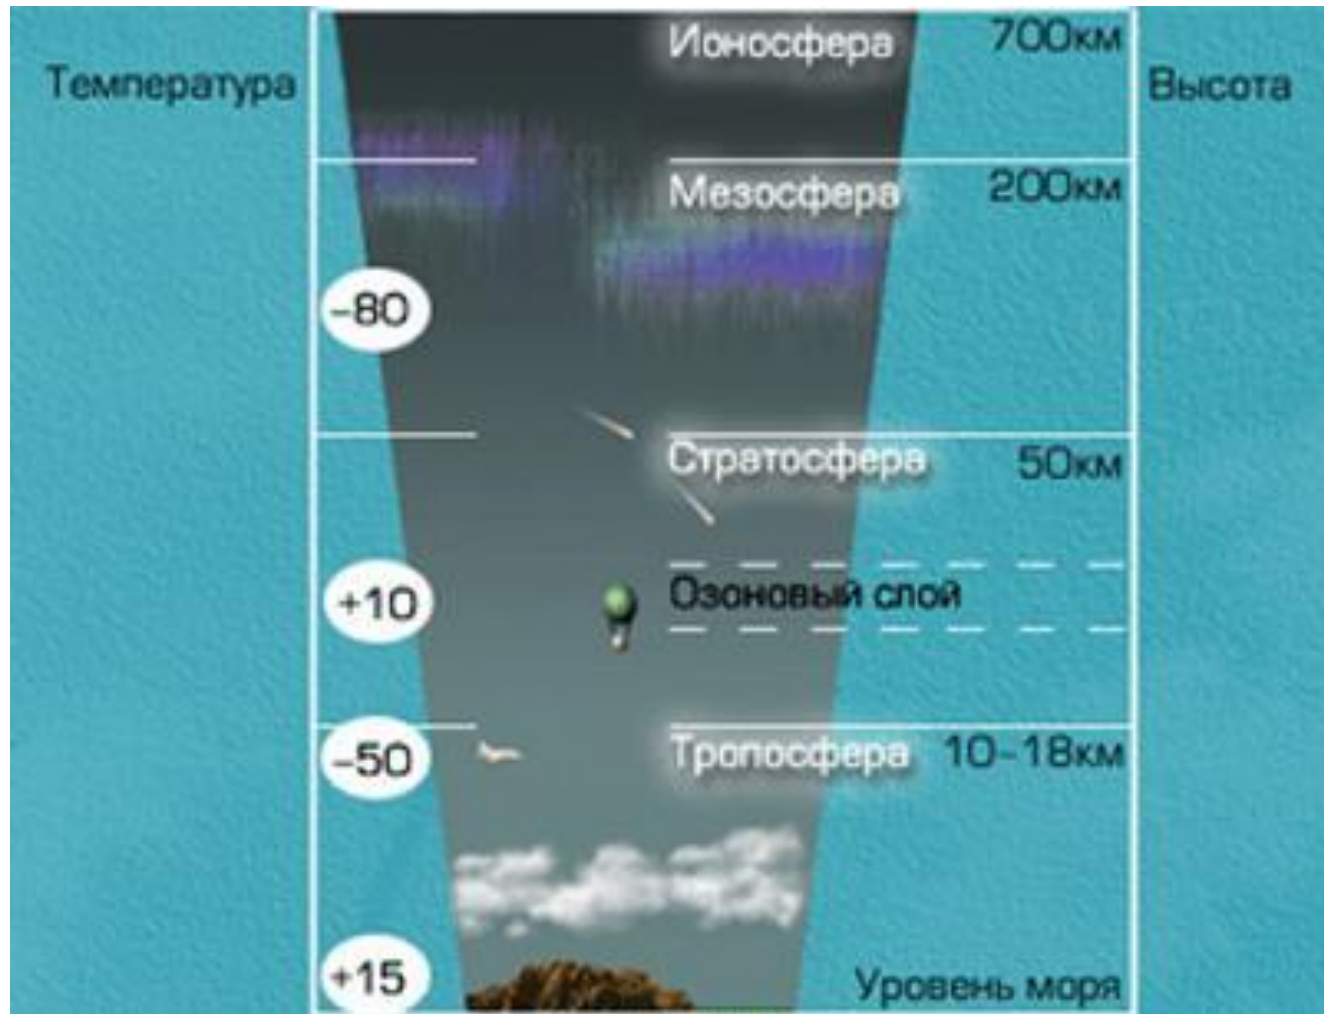 Ионосфера 700км
Температура Высота
Мезосфера 200км
-80
Стратосфера 50км
+10 Озоновый слой
-50 Тропосфера 10-18км
+15 Уровень моря